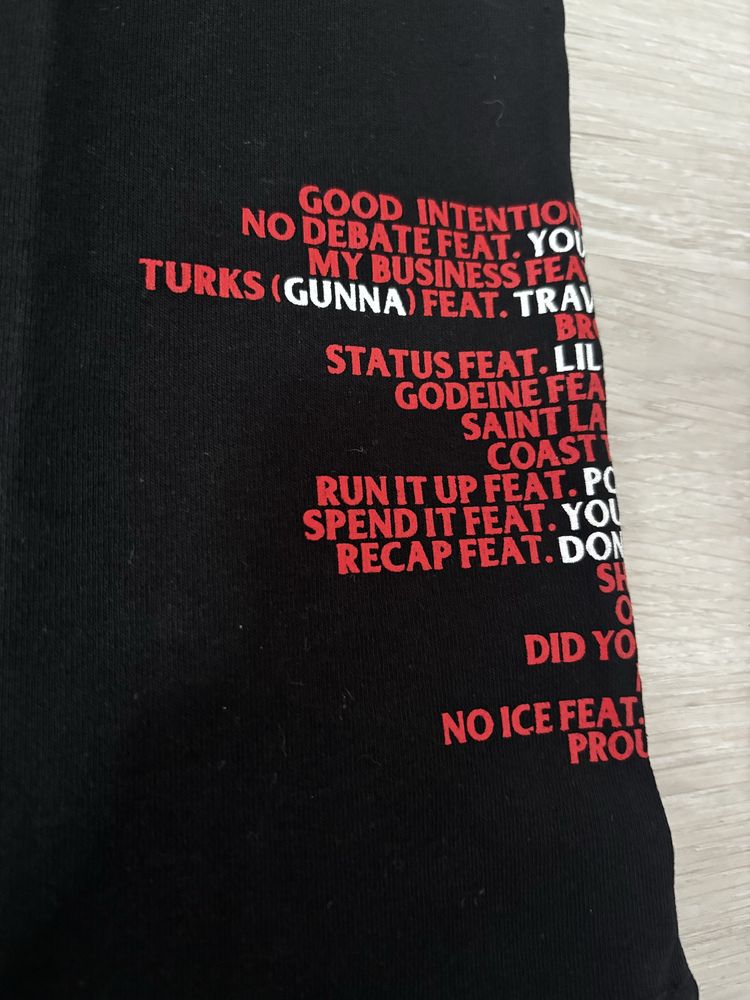 GOOD INTENTION
NO DEBATE FEAT. YOU
MY BUSINESS FEA
TURKS (GUNNA) FEAT. TRAV
BR
STATUS FEAT. LIL
GODEINE FEA
SAINT LA
COAST
RUN IT UP FEAT. PO
SPEND IT FEAT. YOU
RECAP FEAT. DON
SH
O
DID YO
NO ICE FEAT.
PROU